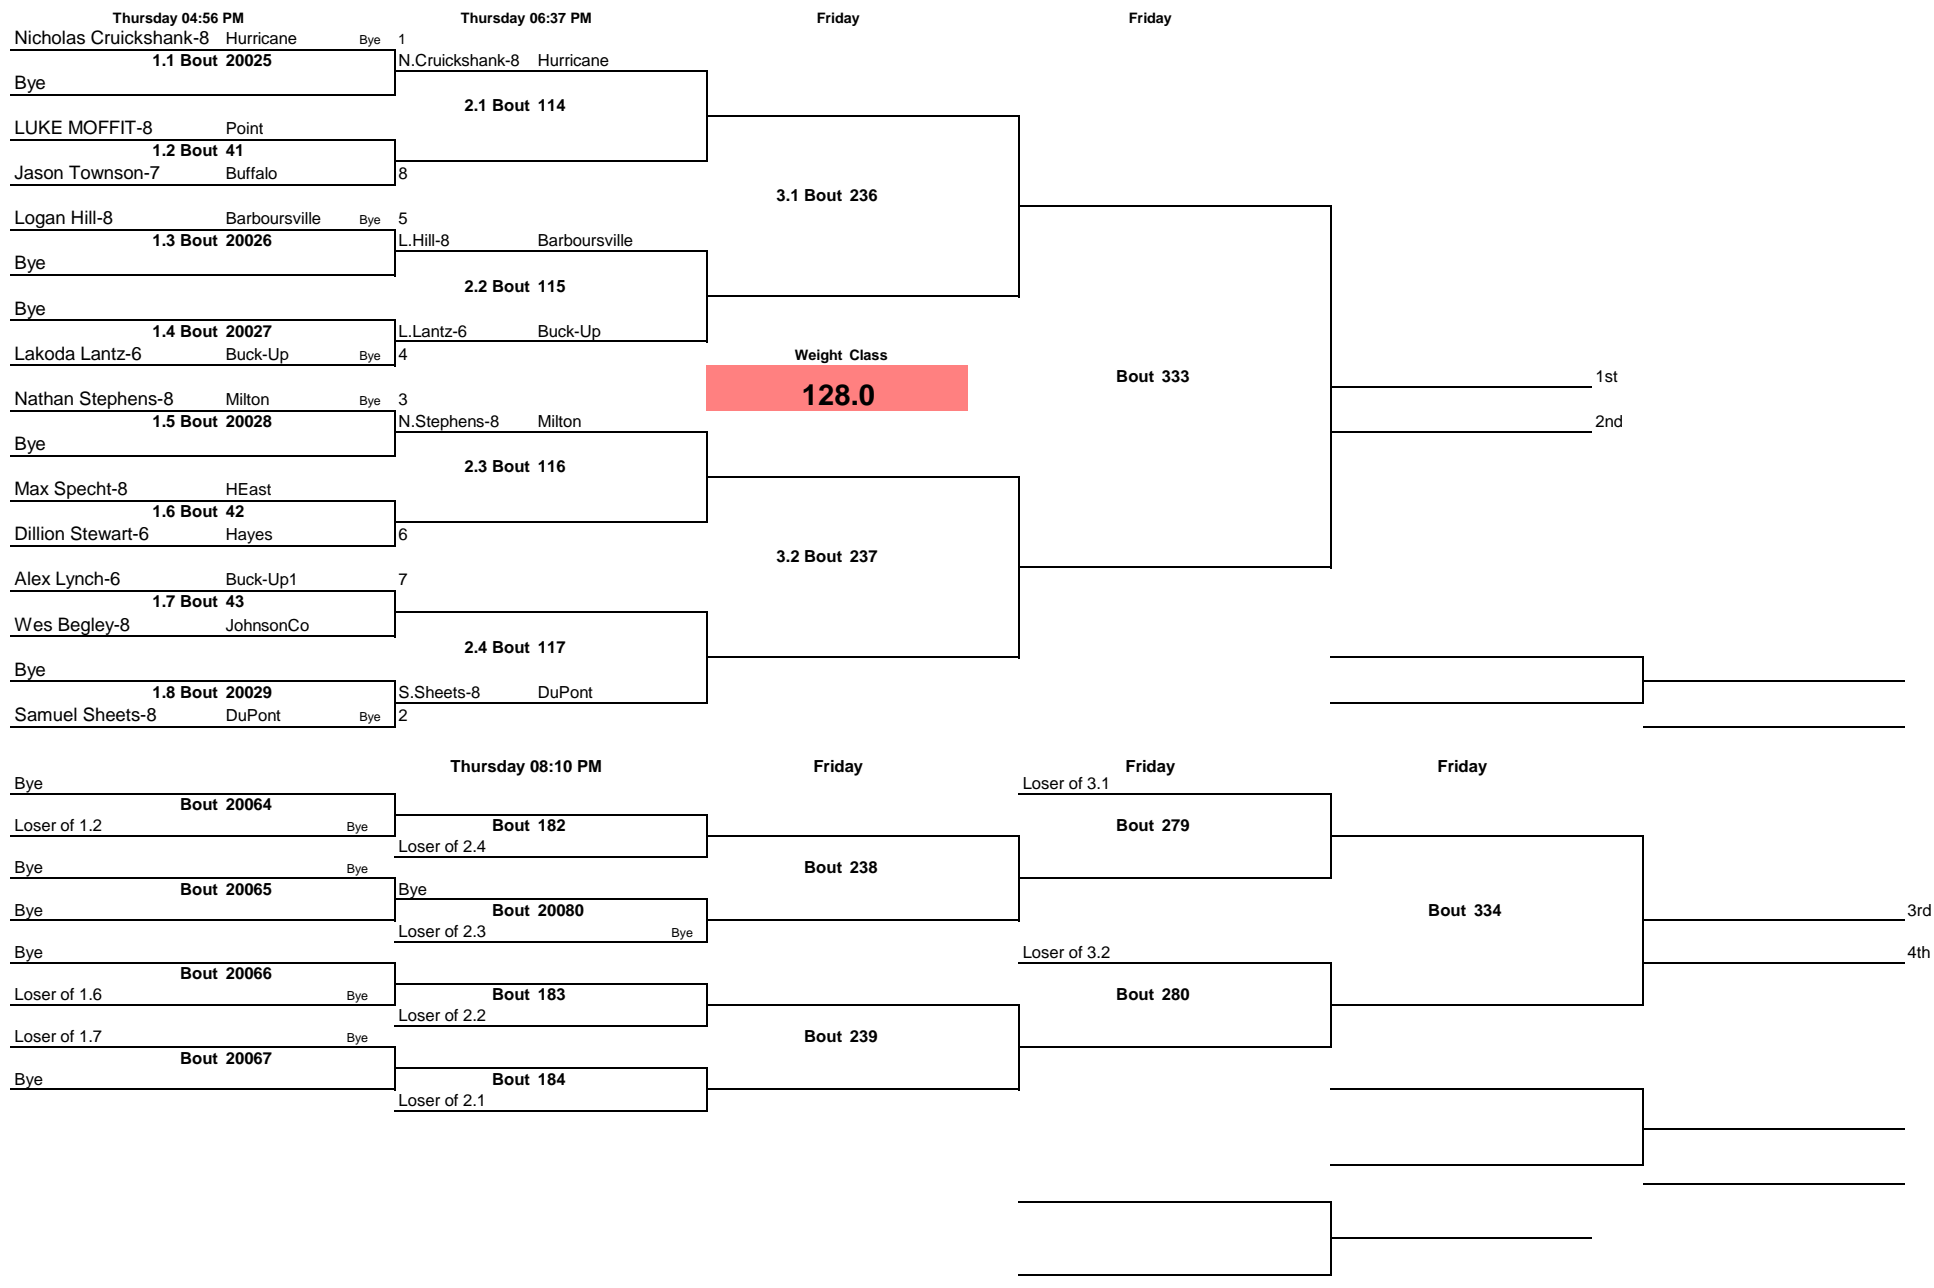 Thursday 04:56 PM Thursday 06:37 PM Friday Friday
Nicholas Cruickshank-8 Hurricane Bye 1
1.1 Bout 20025 N.Cruickshank-8 Hurricane
Bye
2.1 Bout 114
LUKE MOFFIT-8 Point
1.2 Bout 41
Jason Townson-7 Buffalo 8
3.1 Bout 236
Logan Hill-8 Barboursville Bye 5
1.3 Bout 20026 L.Hill-8 Barboursville
Bye
2.2 Bout 115
Bye
1.4 Bout 20027 L.Lantz-6 Buck-Up
Lakoda Lantz-6 Buck-Up Bye 4 Weight Class
Bout 333 1st
128.0
Nathan Stephens-8 Milton Bye 3
1.5 Bout 20028 N.Stephens-8 Milton 2nd
Bye
2.3 Bout 116
Max Specht-8 HEast
1.6 Bout 42
Dillion Stewart-6 Hayes 6
3.2 Bout 237
Alex Lynch-6 Buck-Up1 7
1.7 Bout 43
Wes Begley-8 JohnsonCo
2.4 Bout 117
Bye
1.8 Bout 20029 S.Sheets-8 DuPont
Samuel Sheets-8 DuPont Bye 2
Thursday 08:10 PM Friday Friday Friday
Bye Loser of 3.1
Bout 20064
Loser of 1.2 Bye Bout 182 Bout 279
Loser of 2.4
Bye Bye Bout 238
Bout 20065 Bye
Bye Bout 20080 Bout 334 3rd
Loser of 2.3 Bye
Bye Loser of 3.2 4th
Bout 20066
Loser of 1.6 Bye Bout 183 Bout 280
Loser of 2.2
Loser of 1.7 Bye Bout 239
Bout 20067
Bye Bout 184
Loser of 2.1